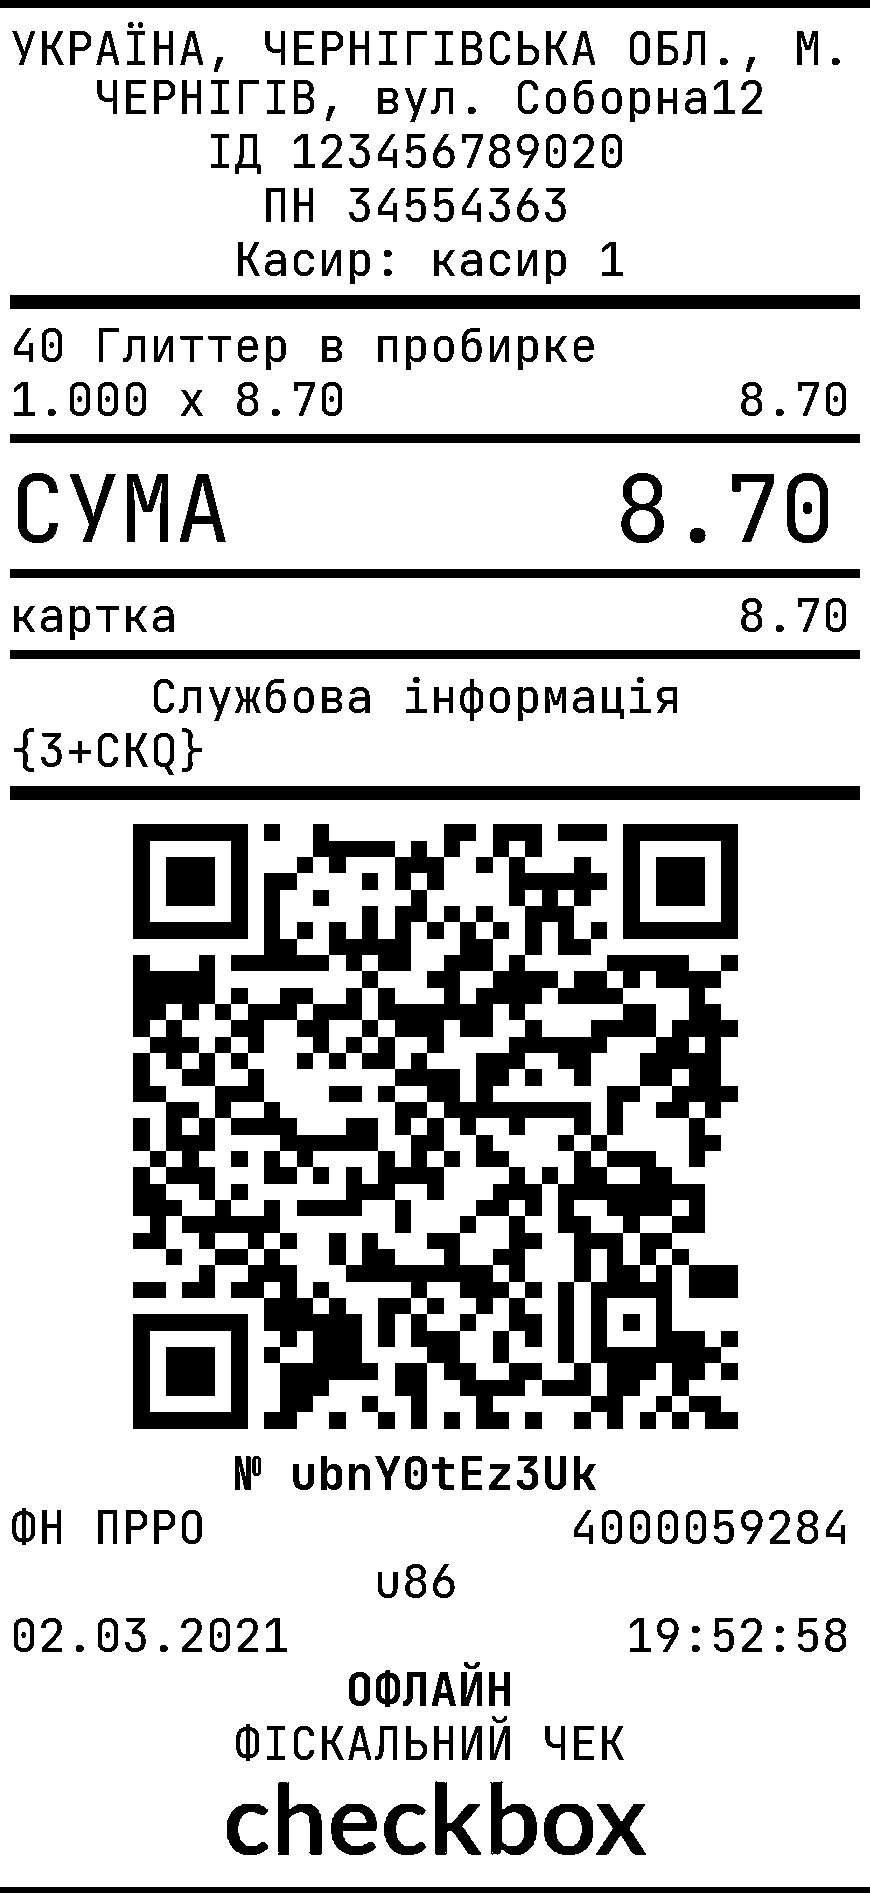 УКРАЇНА, ЧЕРНІГІВСЬКА ОБЛ., М.
ЧЕРНІГІВ, вул. Соборна12
ІД 123456789020
ПН 34554363
Касир: касир 1
40 Глиттер в пробирке
1.000 x 8.70 8.70
СУМА 8.70
картка 8.70
Службова інформація
{3+CKQ}
№ ubnY0tEz3Uk
ФН ПРРО 4000059284
u86
02.03.2021 19:52:58
ОФЛАЙН
ФІСКАЛЬНИЙ ЧЕК
checkbox